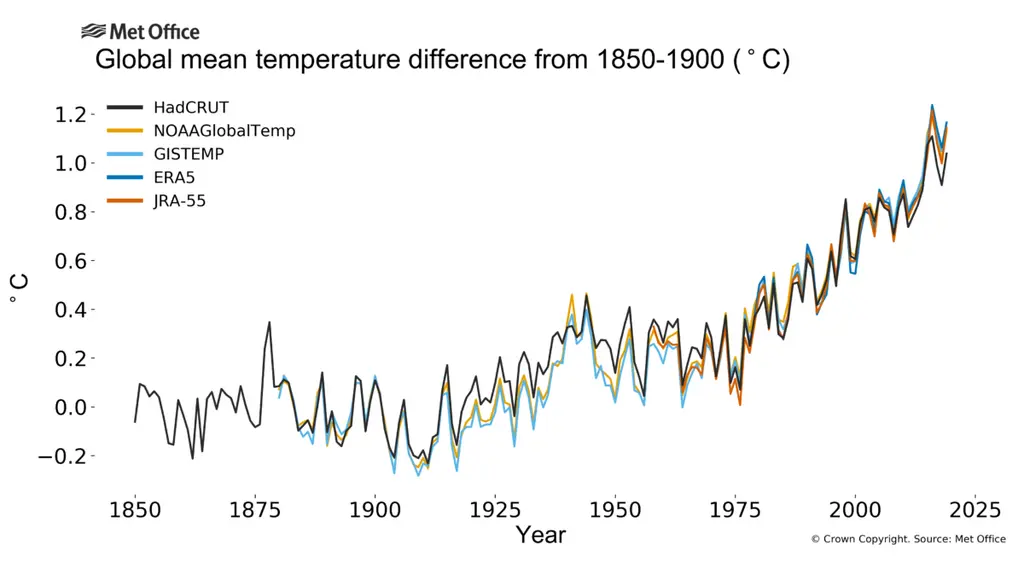 Met Office
Global mean temperature difference from 1850-1900 (°C)
HadCRUT
NOAAGlobalTemp
GISTEMP
ERA5
JRA-55
1.2
1.0
0.8
0.6
0.4
0.2
0.0
−0.2
°C
1850 1875 1900 1925 1950 1975 2000 2025
Year
© Crown Copyright. Source: Met Office